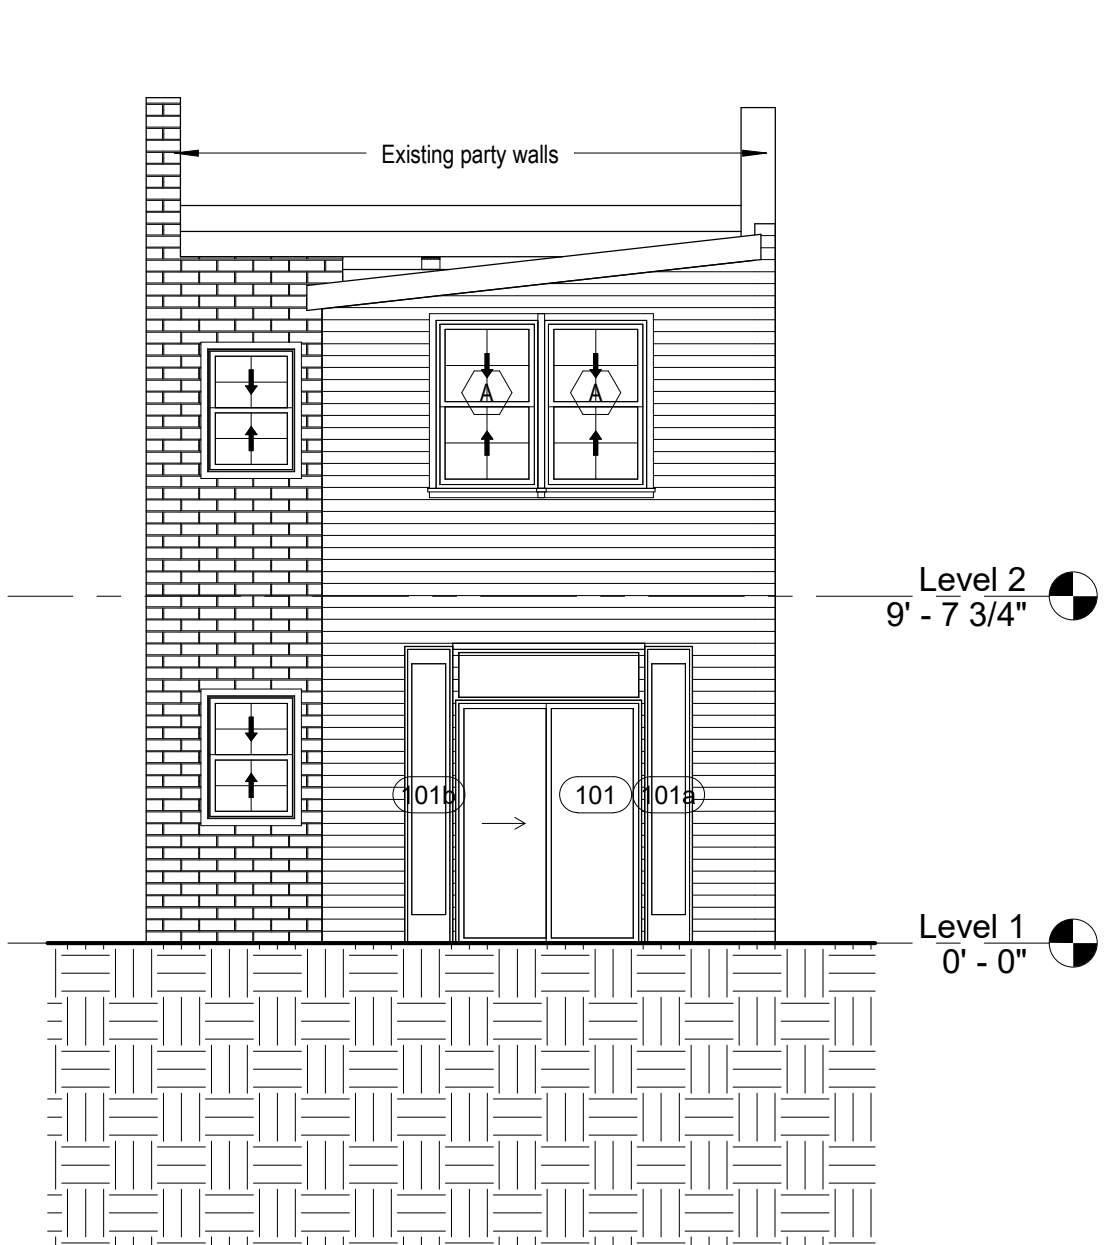 Existing party walls
A
A
Level 2
9' - 7 3/4"
101b
101
101a
Level 1
0' - 0"